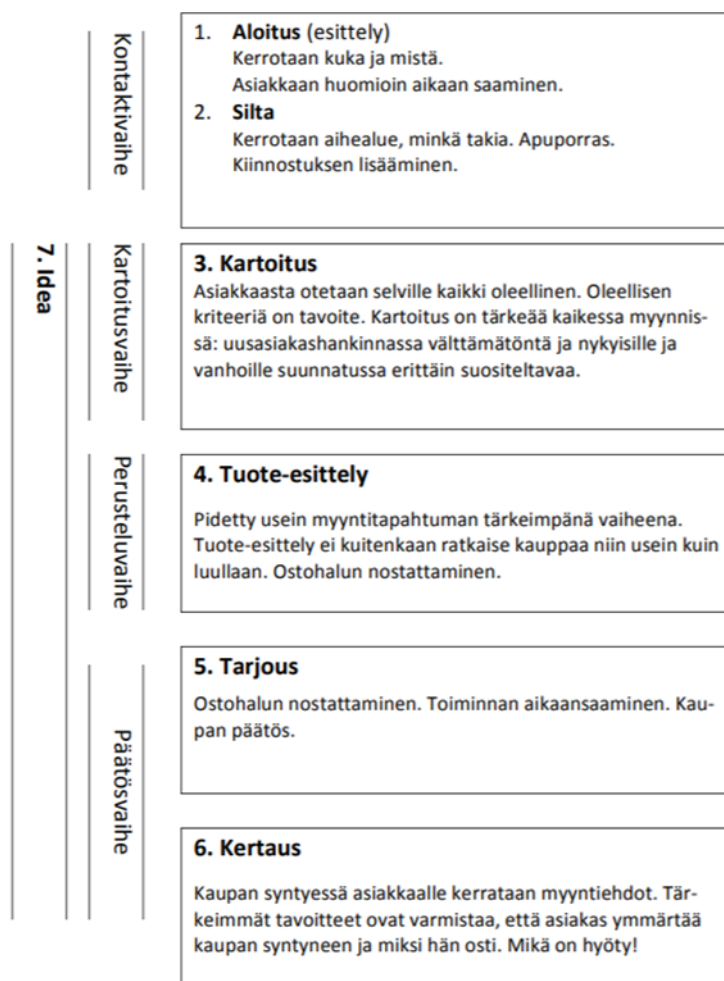 Kontaktivaihe
1. Aloitus (esittely)
Kerrotaan kuka ja mistä.
Asiakkaan huomioin aikaan saaminen.
2. Silta
Kerrotaan aihealue, minkä takia. Apuporras.
Kiinnostuksen lisääminen.
7. Idea
Kartoitusvaihe
3. Kartoitus
Asiakkaasta otetaan selville kaikki oleellinen. Oleellisen
kriteeriä on tavoite. Kartoitus on tärkeää kaikessa myynnis-
sä: uusasiakashankinnassa välttämätöntä ja nykyisille ja
vanhoille suunnatussa erittäin suositeltavaa.
Perusteluvaihe
4. Tuote-esittely
Pidetty usein myyntitapahtuman tärkeimpänä vaiheena.
Tuote-esittely ei kuitenkaan ratkaise kauppaa niin usein kuin
luullaan. Ostohalun nostattaminen.
Päätösvaihe
5. Tarjous
Ostohalun nostattaminen. Toiminnan aikaansaaminen. Kau-
pan päätös.
6. Kertaus
Kaupan syntyessä asiakkaalle kerrataan myyntiehdot. Tär-
keimmät tavoitteet ovat varmistaa, että asiakas ymmärtää
kaupan syntyneen ja miksi hän osti. Mikä on hyöty!